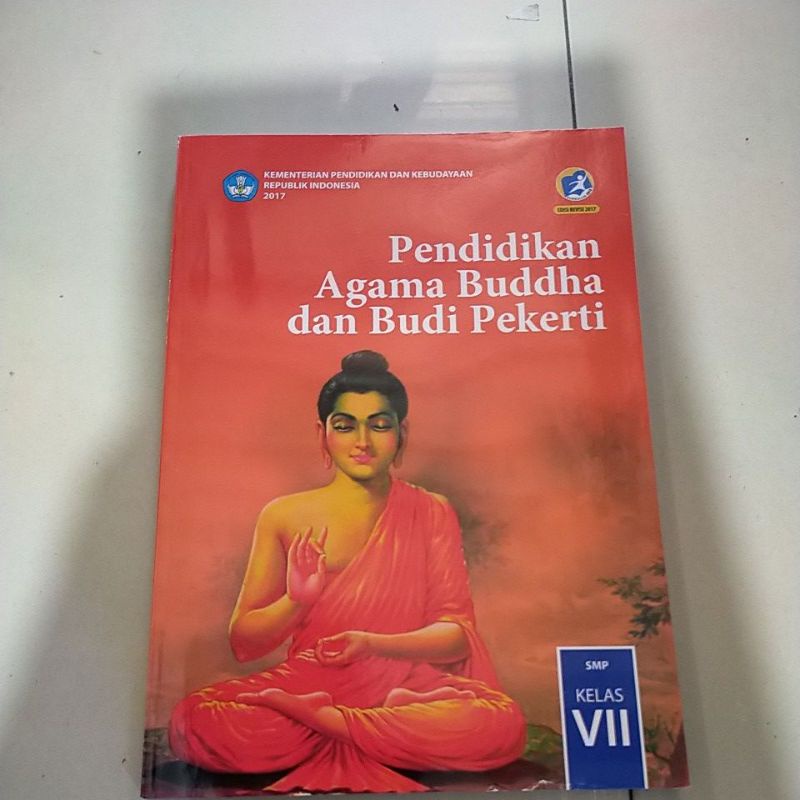 KEMENTERIAN PENDIDIKAN DAN KEBUDAYAAN
REPUBLIK INDONESIA
2017
EDISI REVISI 2017
Pendidikan
Agama Buddha
dan Budi Pekerti
SMP
KELAS
VII